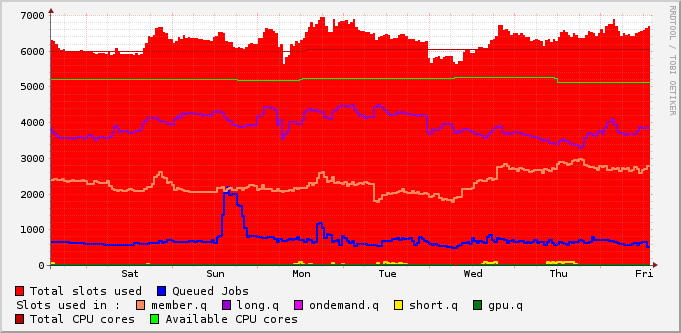 7000
6000
5000
4000
3000
2000
1000
0
Sat Sun Mon Tue Wed Thu Fri
RRDTOOL / TOBI OETIKER
Total slots used Queued Jobs
Slots used in : member.q long.q ondemand.q short.q gpu.q
Total CPU cores Available CPU cores